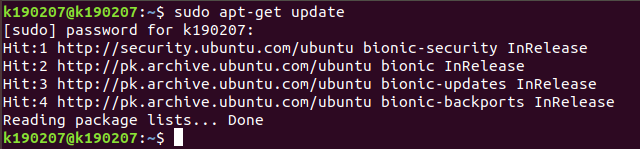 k190207@k190207:~$ sudo apt-get update
[sudo] password for k190207:
Hit:1 http://security.ubuntu.com/ubuntu bionic-security InRelease
Hit:2 http://pk.archive.ubuntu.com/ubuntu bionic InRelease
Hit:3 http://pk.archive.ubuntu.com/ubuntu bionic-updates InRelease
Hit:4 http://pk.archive.ubuntu.com/ubuntu bionic-backports InRelease
Reading package lists... Done
k190207@k190207:~$